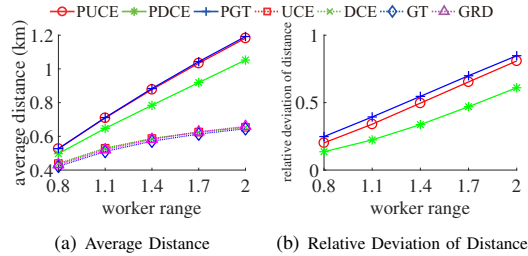 PUCE PDCE PGT UCE DCE GT GRD
average distance (km)
1.2
1
0.8
0.6
0.4
0.8 1.1 1.4 1.7 2
worker range
(a) Average Distance
relative deviation of distance
1
0.5
0
0.8 1.1 1.4 1.7 2
worker range
(b) Relative Deviation of Distance